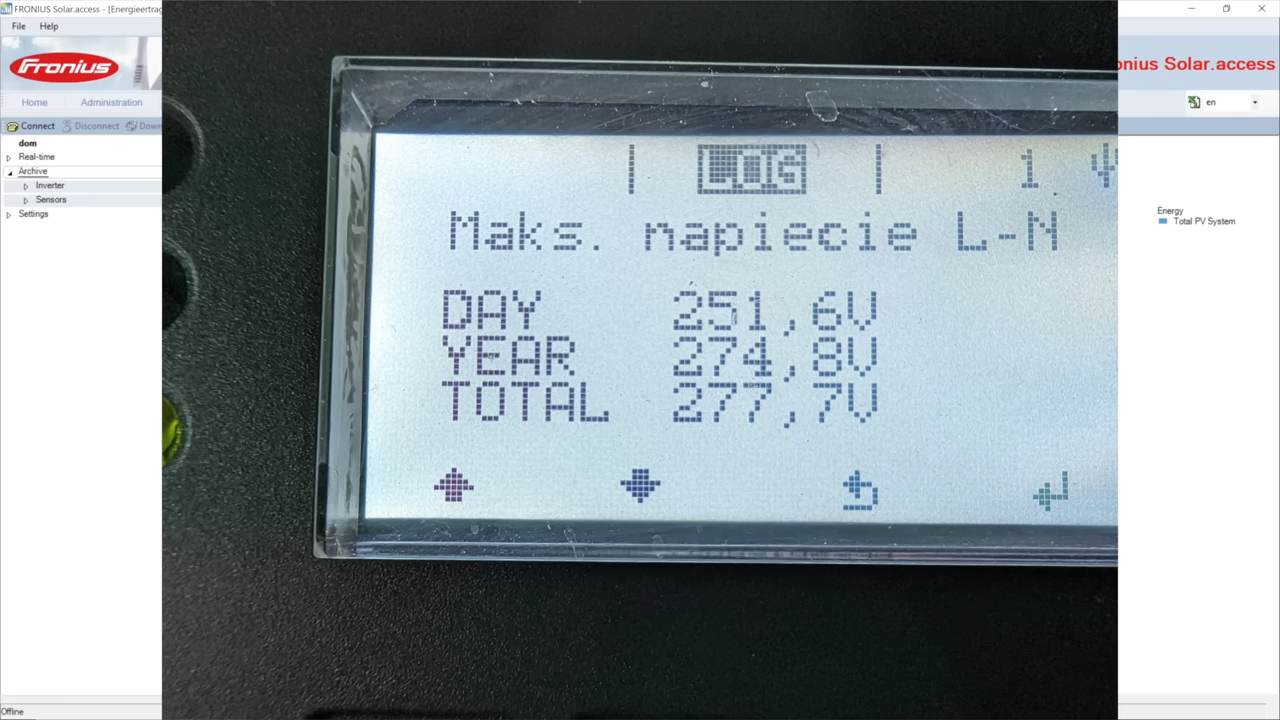 FRONIUS Solar.access - [Energieertrag
File Help
Fronius
onius Solar.access
Home Administration
en
Connect Disconnect Down
dom
Real-time
Archive
Inverter
Sensors
Settings
Energy
Total PV System
LOG 1
Maks. napiecie L-N
DAY 251,6V
YEAR 274,8V
TOTAL 277,7V
Offline